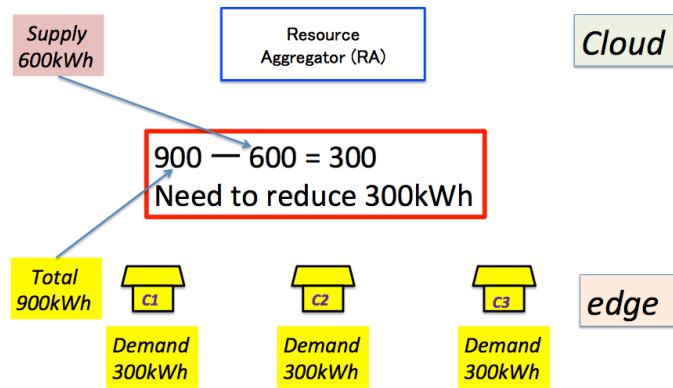 Supply
600kWh
Resource
Aggregator (RA)
Cloud
900 一 600 = 300
Need to reduce 300kWh
Total
900kWh
C1
C2
C3
edge
Demand
300kWh
Demand
300kWh
Demand
300kWh